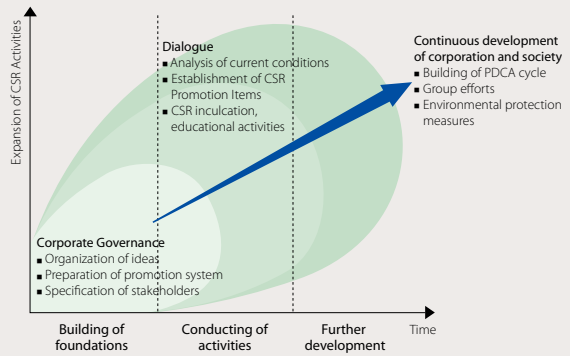 Expansion of CSR Activities
Dialogue
■ Analysis of current conditions
■ Establishment of CSR
Promotion Items
■ CSR inculcation,
educational activities
Continuous development
of corporation and society
■ Building of PDCA cycle
■ Group efforts
■ Environmental protection
measures
Corporate Governance
■ Organization of ideas
■ Preparation of promotion system
■ Specification of stakeholders
Building of
foundations
Conducting of
activities
Further
development
Time